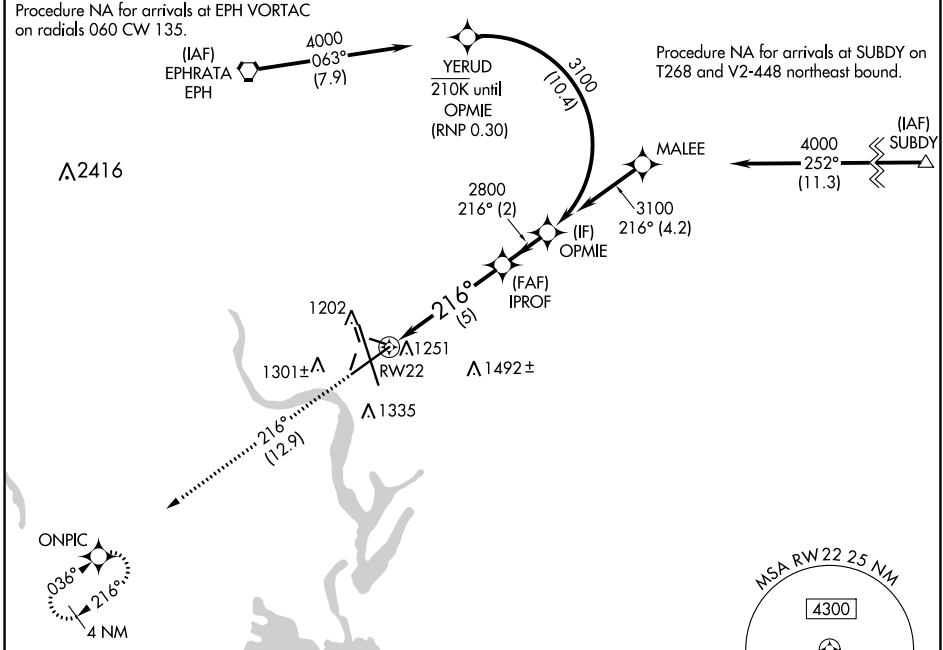 Procedure NA for arrivals at EPH VORTAC
on radials 060 CW 135.
(IAF)
EPHRATA
EPH
4000
063°
(7.9)
YERUD
210K until
OPMIE
(RNP 0.30)
3100
(10.4)
Procedure NA for arrivals at SUBDY on
T268 and V2-448 northeast bound.
(IAF)
SUBDY
4000
252°
(11.3)
MALEE
3100
216° (4.2)
2416
2800
216° (2)
(IF)
OPMIE
(FAF)
IPROF
216°
(5)
1202
1251
RW22
1301±
1492±
1335
216°
(12.9)
ONPIC
036°
216°
4 NM
MSA RW22 25 NM
4300